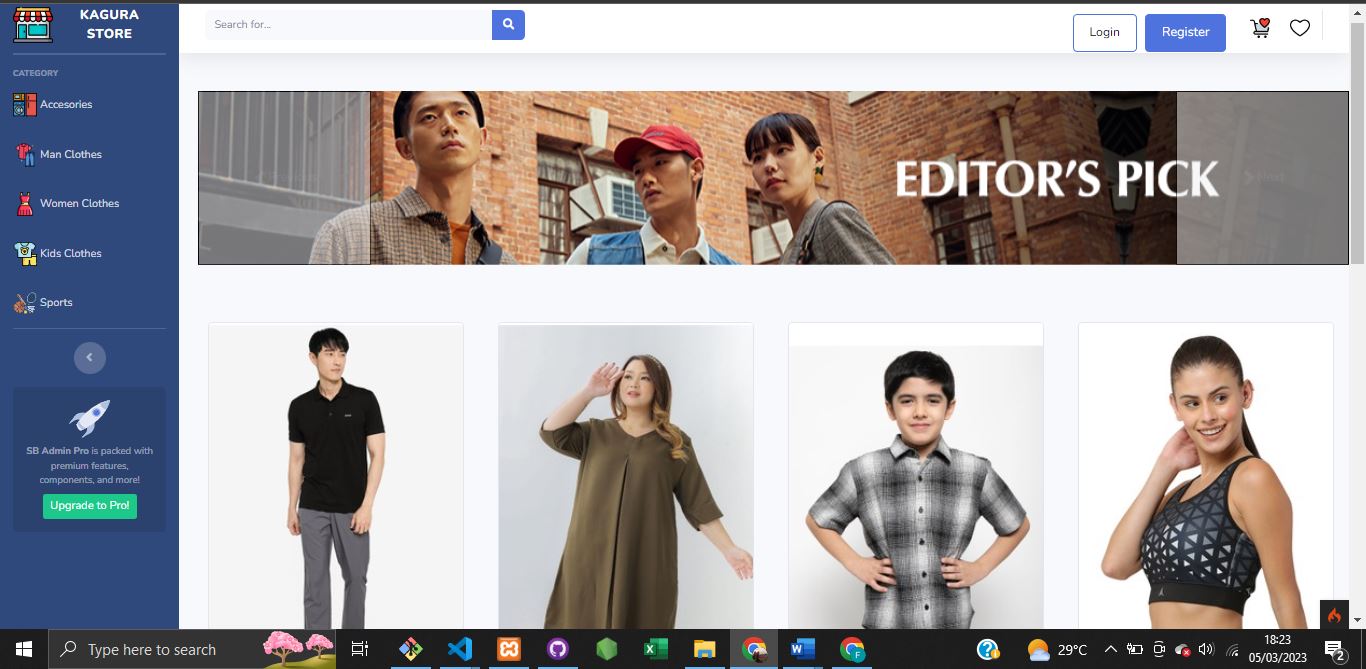 KAGURA
STORE
Search for...
Login
Register
CATEGORY
Accesories
Man Clothes
Women Clothes
Kids Clothes
Sports
EDITOR'S PICK
Next
SB Admin Pro is packed with
premium features,
components, and more!
Upgrade to Pro!
Type here to search
29°C
18:23
05/03/2023
2